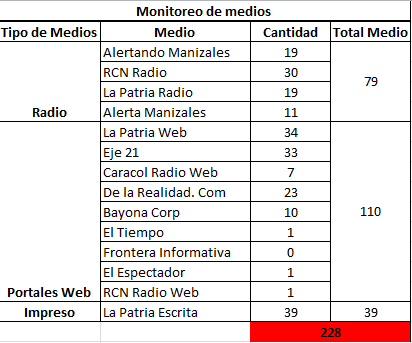 Monitoreo de medios
Tipo de Medios Medio Cantidad Total Medio
Radio Alertando Manizales 19 79
RCN Radio 30
La Patria Radio 19
Alerta Manizales 11
Portales Web La Patria Web 34 110
Eje 21 33
Caracol Radio Web 7
De la Realidad. Com 23
Bayona Corp 10
El Tiempo 1
Frontera Informativa 0
El Espectador 1
RCN Radio Web 1
Impreso La Patria Escrita 39 39
228